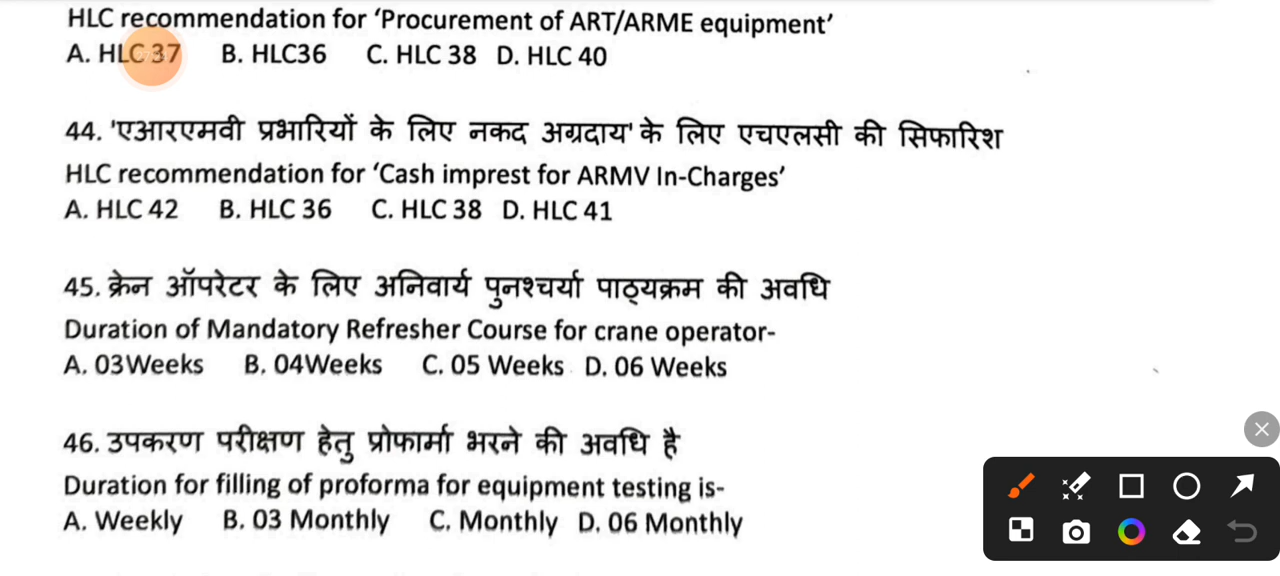 HLC recommendation for ‘Procurement of ART/ARME equipment’
A. HLC 37 B. HLC36 C. HLC 38 D. HLC 40
44. 'एआरएमवी प्रभारियों के लिए नकद अग्रदाय' के लिए एचएलसी की सिफारिश
HLC recommendation for ‘Cash imprest for ARMV In-Charges’
A. HLC 42 B. HLC 36 C. HLC 38 D. HLC 41
45. क्रेन ऑपरेटर के लिए अनिवार्य पुनश्चर्या पाठ्यक्रम की अवधि
Duration of Mandatory Refresher Course for crane operator-
A. 03Weeks B. 04Weeks C. 05 Weeks D. 06 Weeks
46. उपकरण परीक्षण हेतु प्रोफार्मा भरने की अवधि है
Duration for filling of proforma for equipment testing is-
A. Weekly B. 03 Monthly C. Monthly D. 06 Monthly